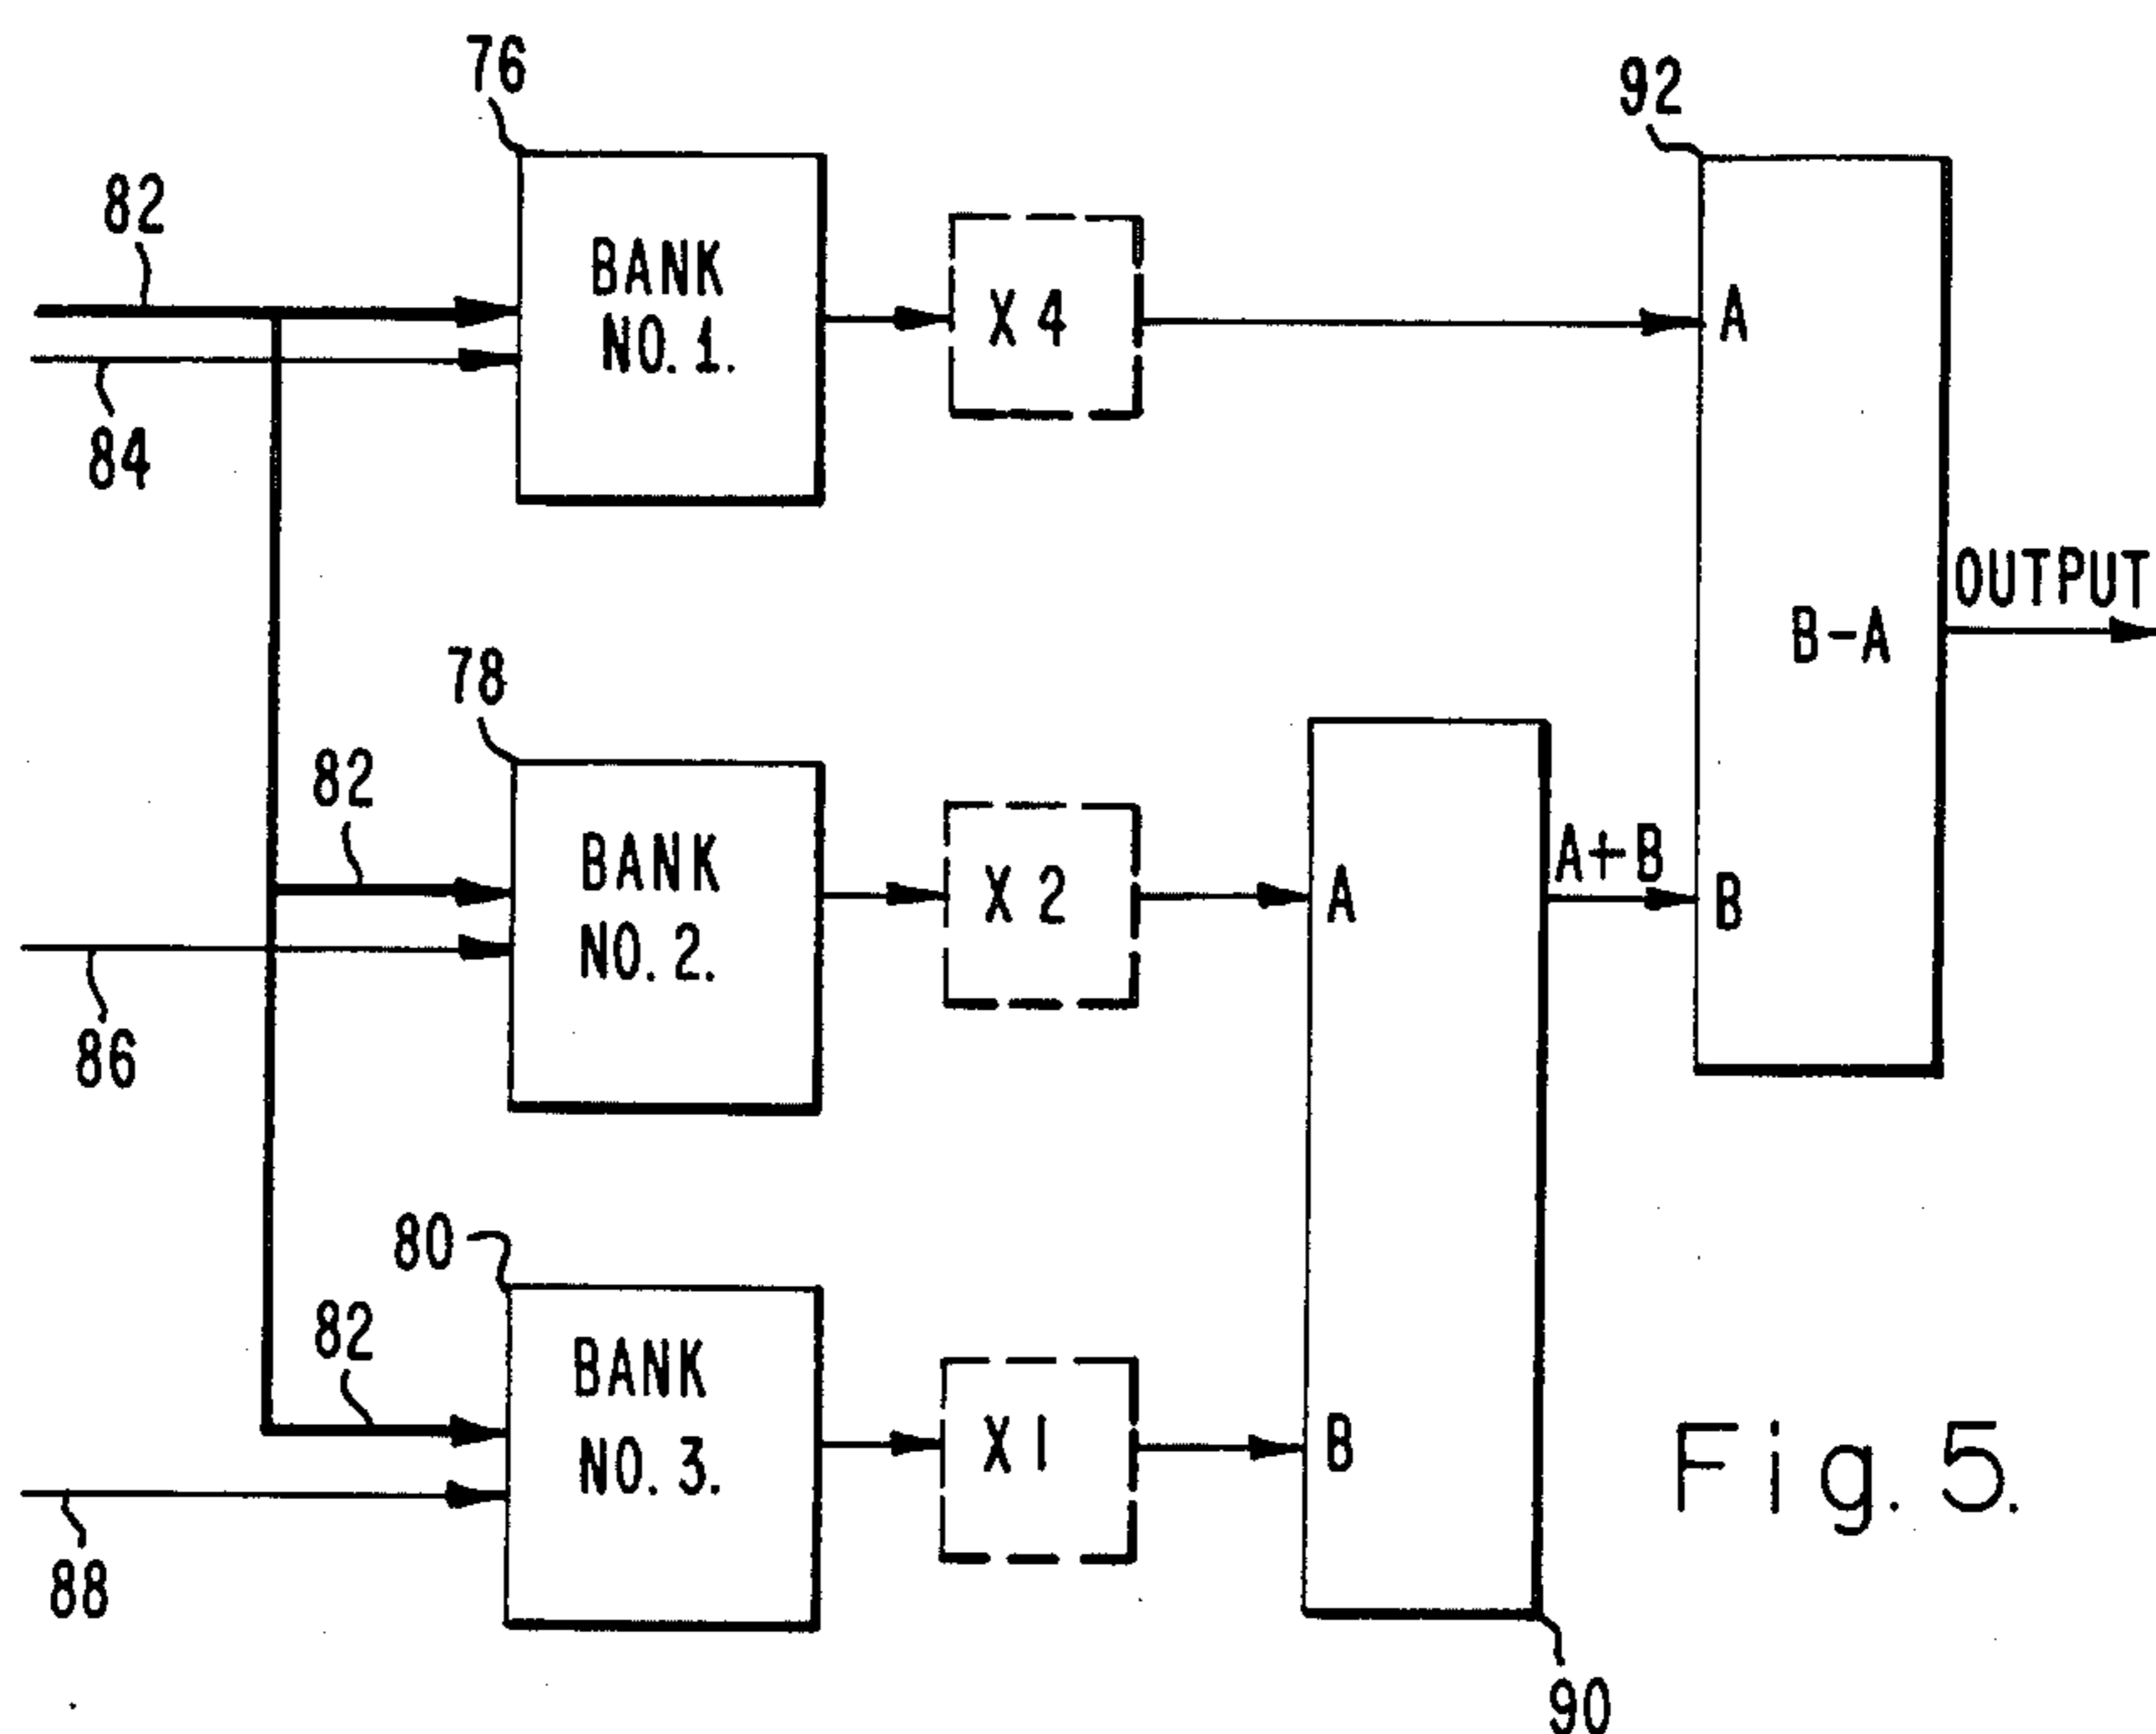 76
92
82
BANK
NO. 1.
X 4
A
84
OUTPUT
B-A
78
82
BANK
NO. 2.
X 2
A
A+B
B
86
80
82
BANK
NO. 3.
X 1
B
88
90
Fig. 5.